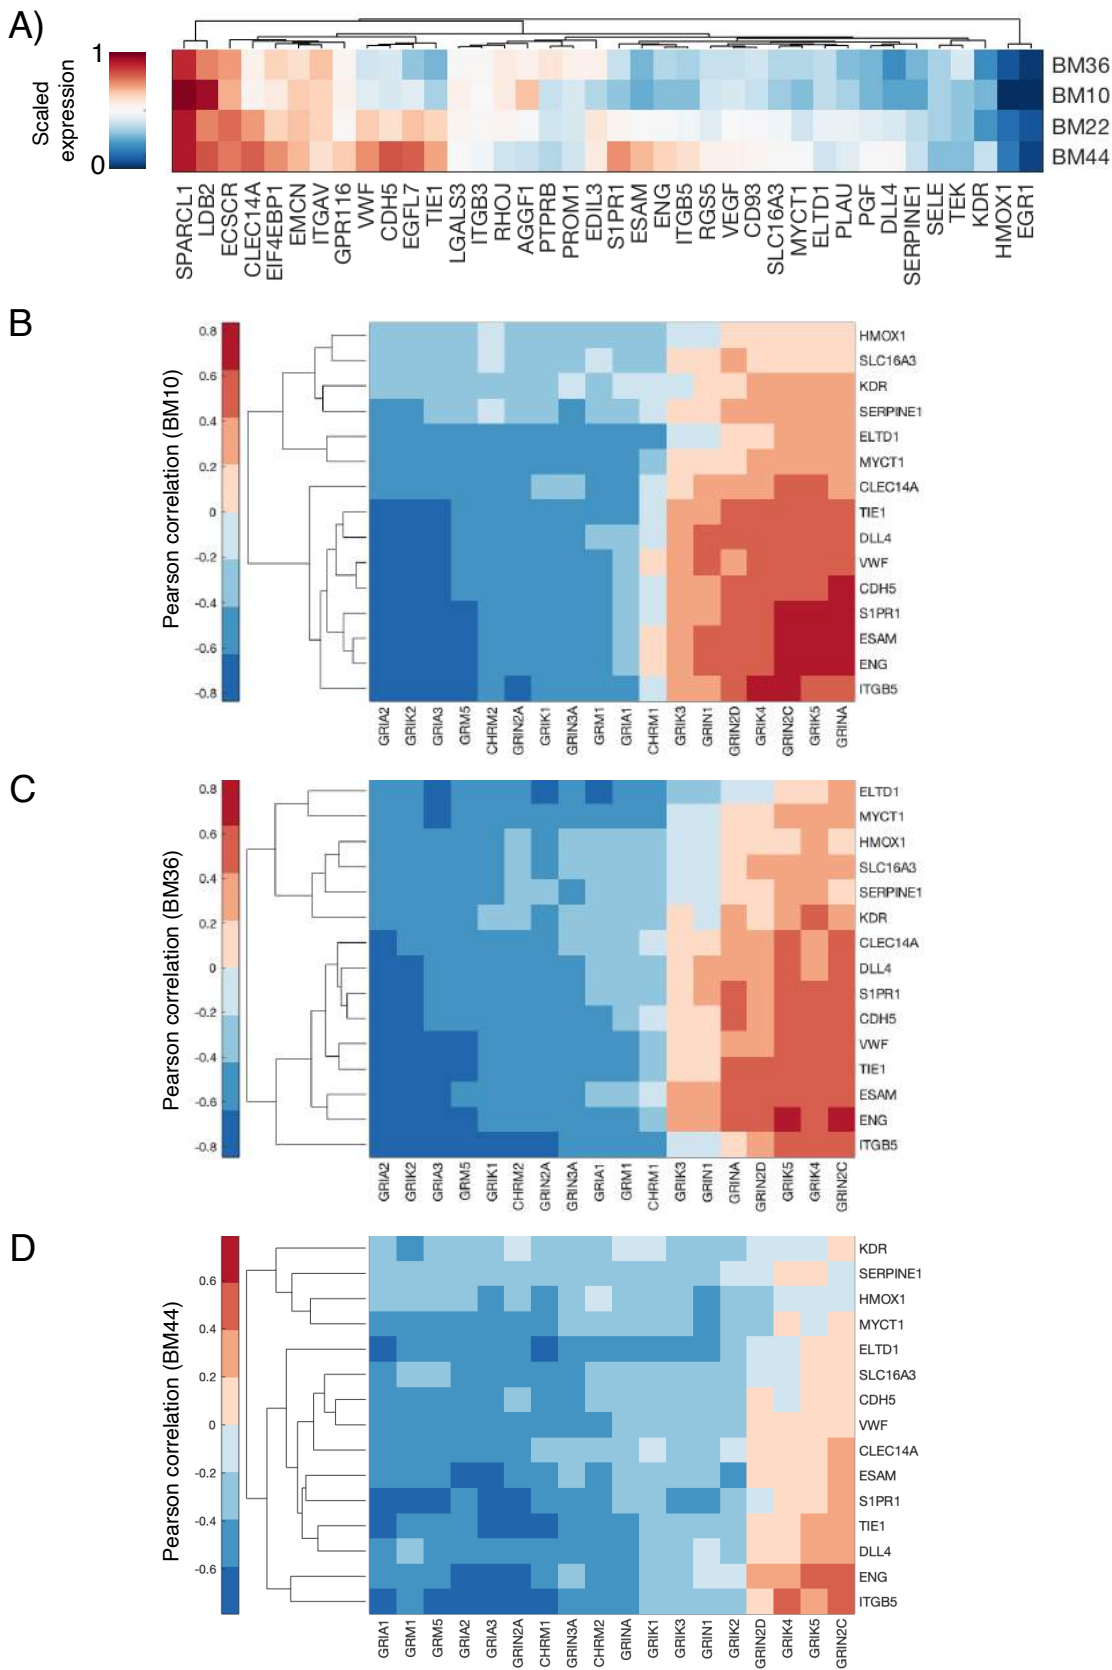 A)
1
0
Scaled expression
BM36
BM10
BM22
BM44
SPARCL1 LDB2 ECSCR CLEC14A EIF4EBP1 EMCN ITGAV GPR116 VWF CDH5 EGFL7 TIE1 LGALS3 ITGB3 RHOJ AGGF1 PTPRB PROM1 EDIL3 S1PR1 ESAM ENG ITGB5 RGS5 VEGF CD93 SLC16A3 MYCT1 ELTD1 PLAU PGF DLL4 SERPINE1 SELE TEK KDR HMOX1 EGR1
B
Pearson correlation (BM10)
0.8
0.6
0.4
0.2
0
-0.2
-0.4
-0.6
-0.8
HMOX1
SLC16A3
KDR
SERPINE1
ELTD1
MYCT1
CLEC14A
TIE1
DLL4
VWF
CDH5
S1PR1
ESAM
ENG
ITGB5
GRIA2 GRIK2 GRIA3 GRM5 CHRM2 GRIN2A GRIK1 GRIN3A GRM1 GRIA1 CHRM1 GRIK3 GRIN1 GRIN2D GRIK4 GRIN2C GRIK5 GRINA
C
Pearson correlation (BM36)
0.8
0.6
0.4
0.2
0
-0.2
-0.4
-0.6
-0.8
ELTD1
MYCT1
HMOX1
SLC16A3
SERPINE1
KDR
CLEC14A
DLL4
S1PR1
CDH5
VWF
TIE1
ESAM
ENG
ITGB5
GRIA2 GRIK2 GRIA3 GRM5 GRIK1 CHRM2 GRIN2A GRIN3A GRIA1 GRM1 CHRM1 GRIK3 GRIN1 GRINA GRIN2D GRIK5 GRIK4 GRIN2C
D
Pearson correlation (BM44)
0.6
0.4
0.2
0
-0.2
-0.4
-0.6
KDR
SERPINE1
HMOX1
MYCT1
ELTD1
SLC16A3
CDH5
VWF
CLEC14A
ESAM
S1PR1
TIE1
DLL4
ENG
ITGB5
GRIA1 GRM1 GRM5 GRIA2 GRIA3 GRIN2A CHRM1 GRIN3A CHRM2 GRINA GRIK1 GRIK3 GRIN1 GRIK2 GRIN2D GRIK4 GRIK5 GRIN2C